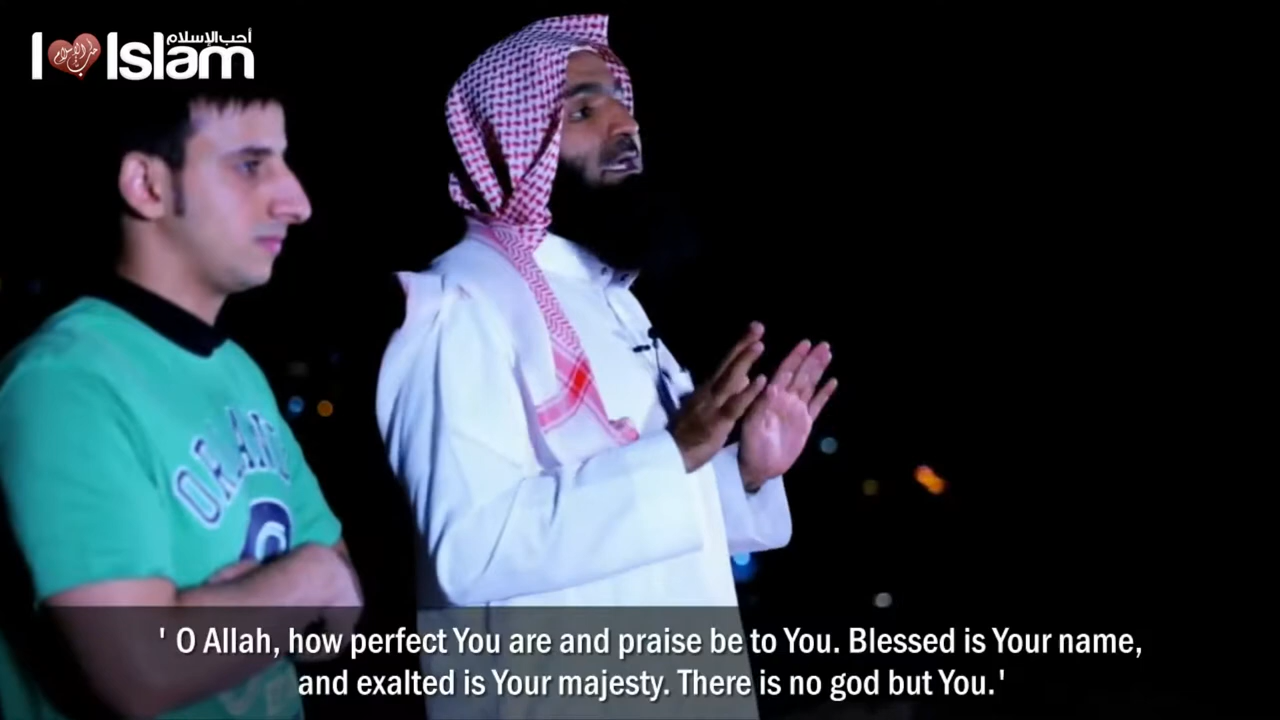 أحب الإسلام
I Islam
ORLAND
' O Allah, how perfect You are and praise be to You. Blessed is Your name,
and exalted is Your majesty. There is no god but You.'